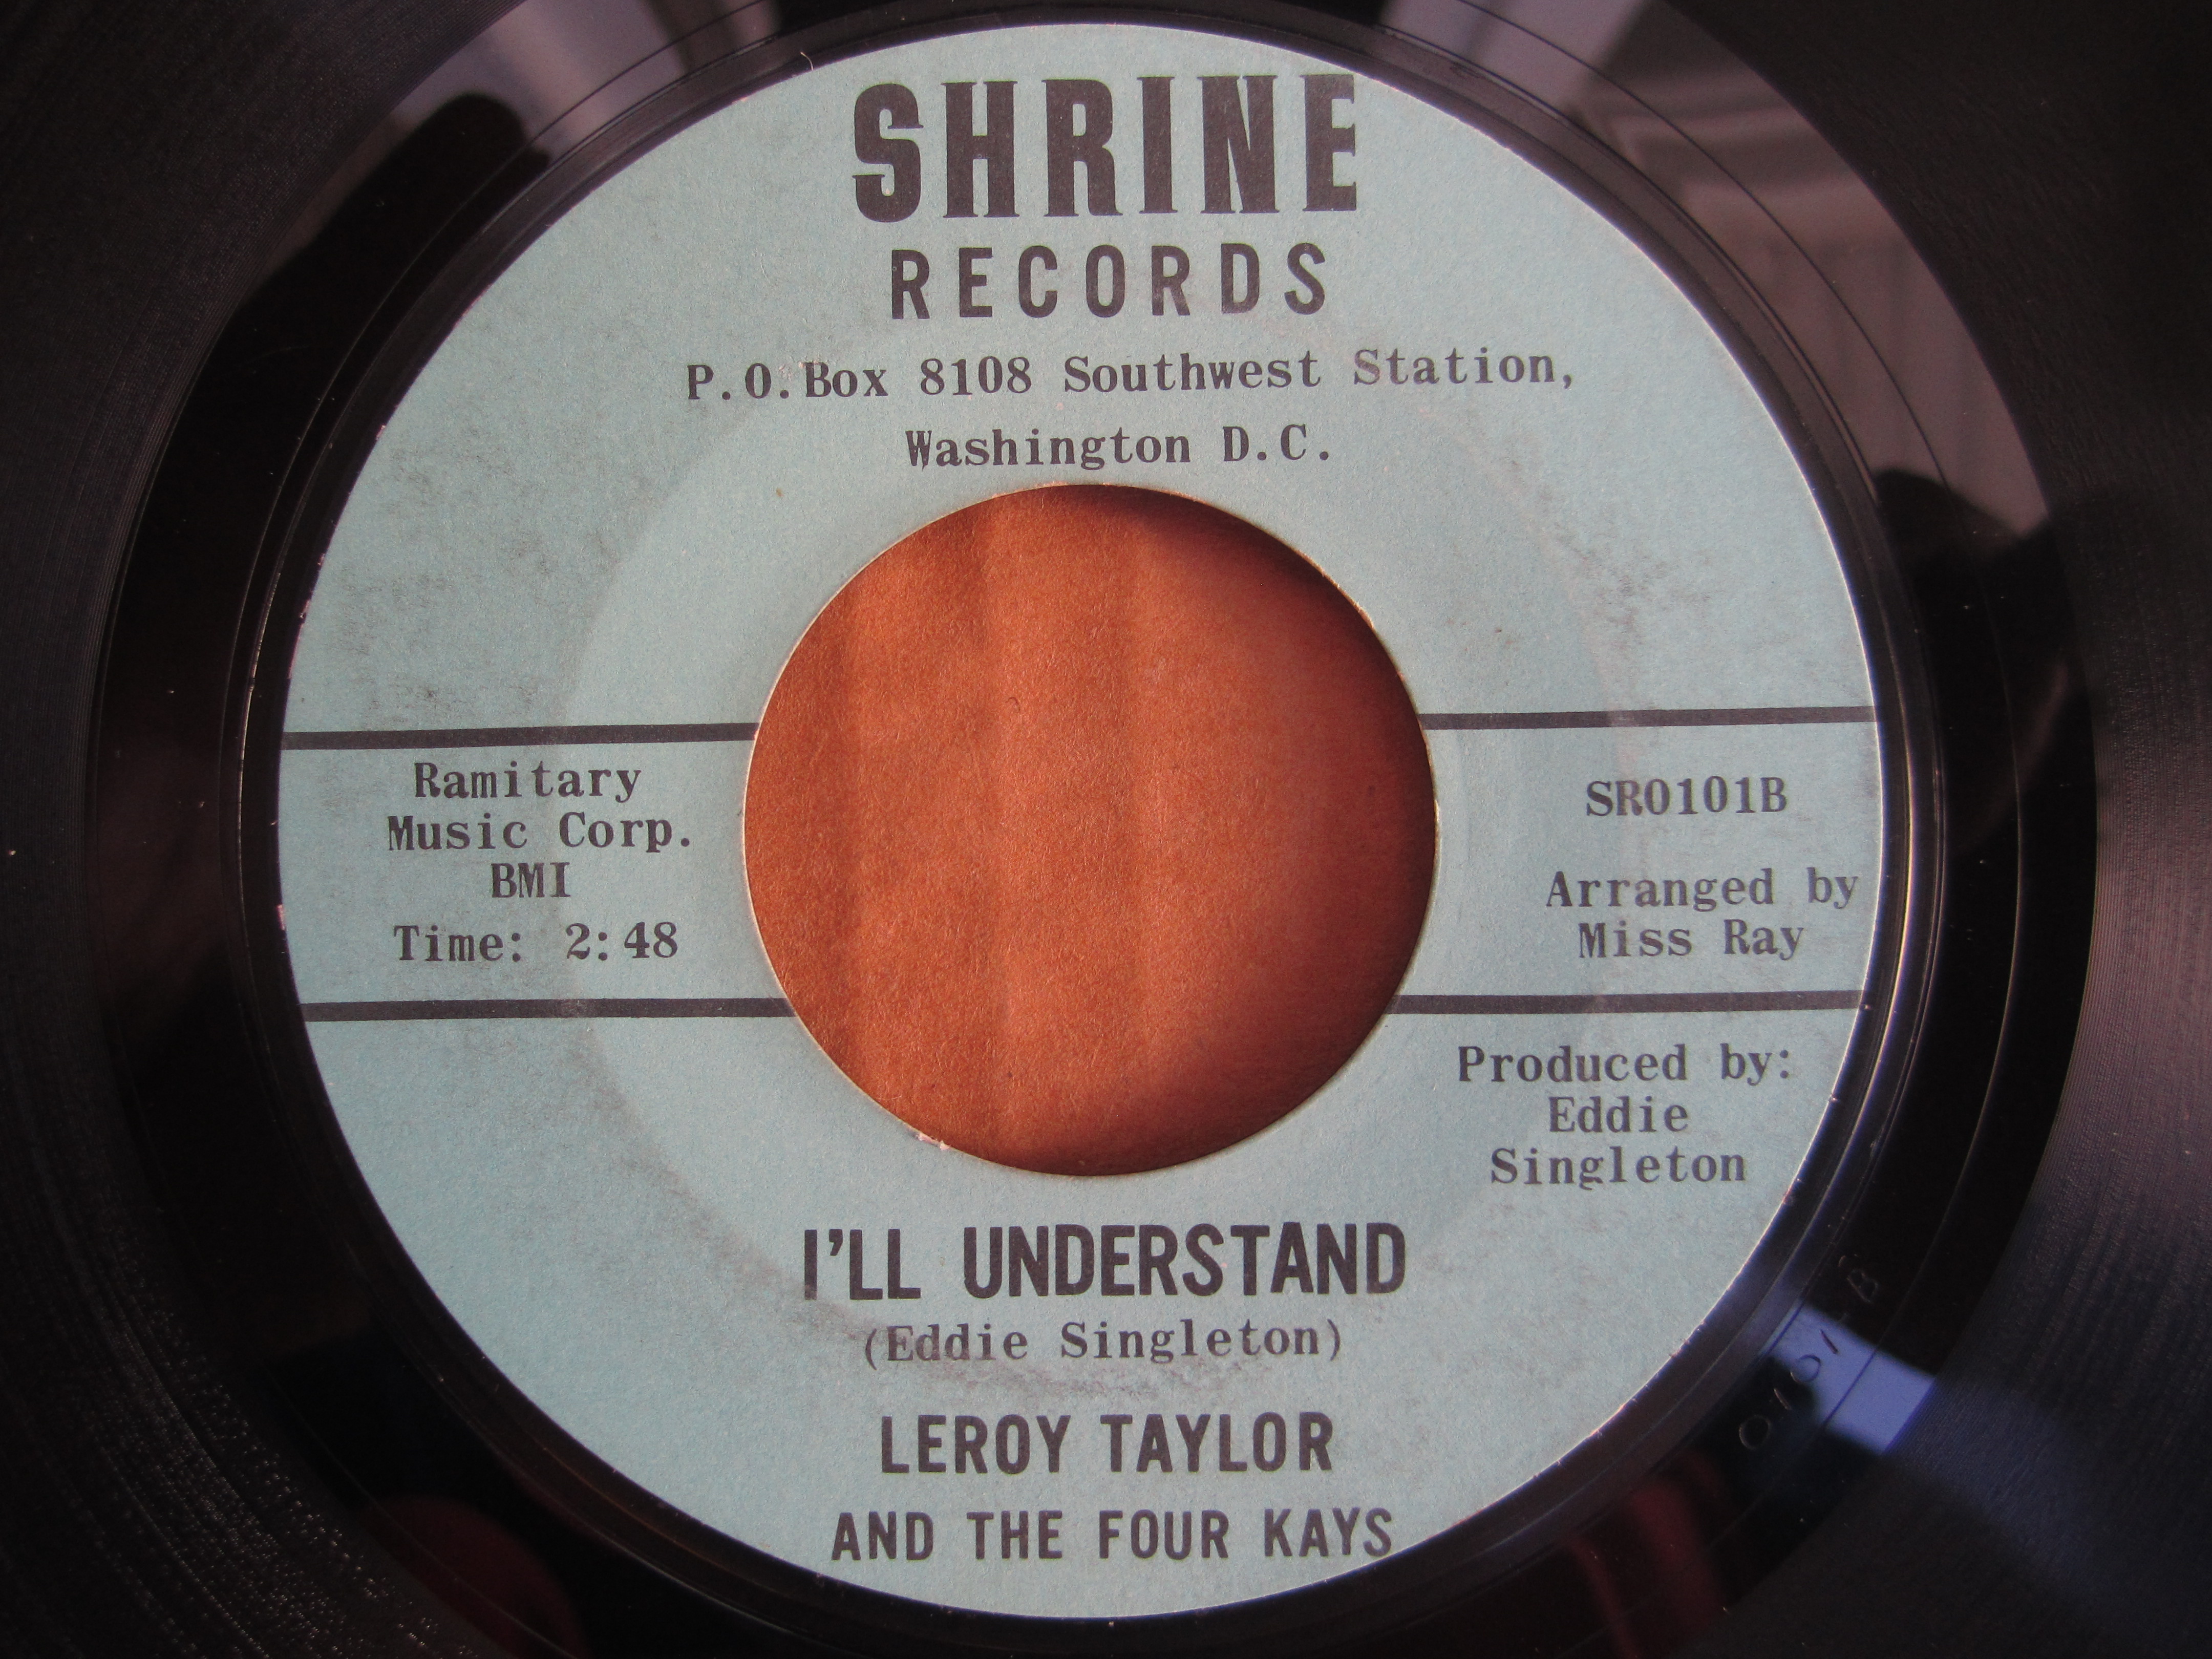 SHRINE
RECORDS
P.O.Box 8108 Southwest Station,
Washington D.C.
Ramitary
Music Corp.
BMI
Time: 2:48
SRO101B
Arranged by
Miss Ray
Produced by:
Eddie
Singleton
I'LL UNDERSTAND
(Eddie Singleton)
LEROY TAYLOR
AND THE FOUR KAYS